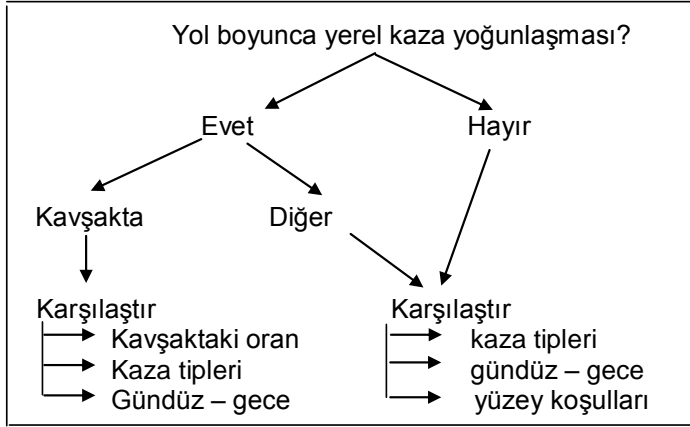 Yol boyunca yerel kaza yoğunlaşması?
Evet
Hayır
Kavşakta
Diğer
Karşılaştır
Kavşaktaki oran
Kaza tipleri
Gündüz – gece
Karşılaştır
kaza tipleri
gündüz – gece
yüzey koşulları